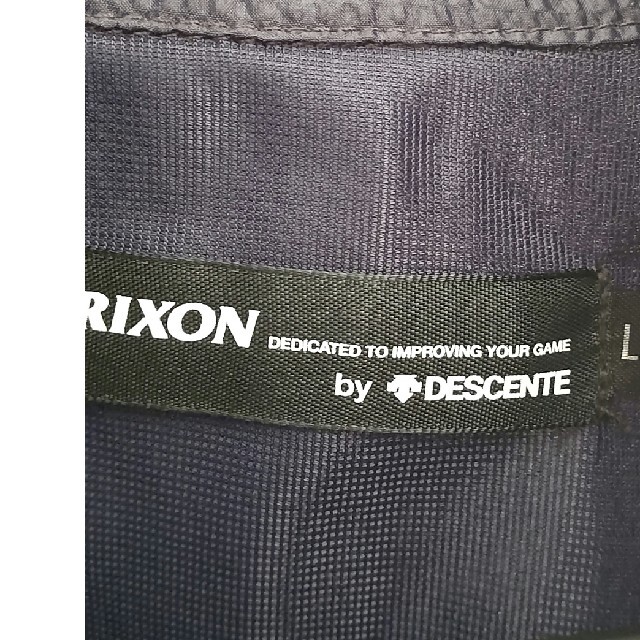 RIXON
DEDICATED TO IMPROVING YOUR GAME
by DESCENTE